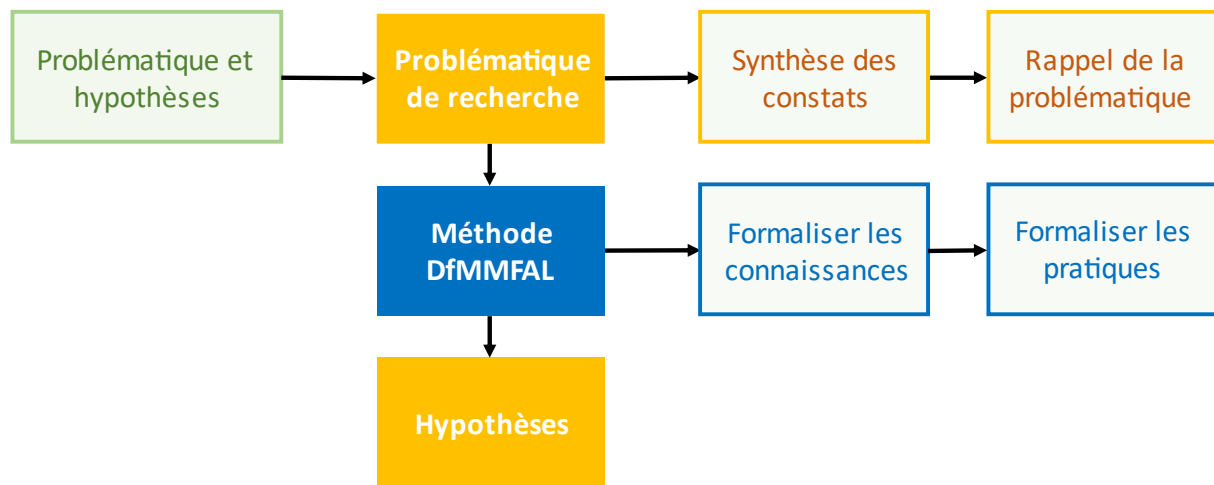 Problématique et
hypothèses
Problématique
de recherche
Synthèse des
constats
Rappel de la
problématique
Méthode
DfMMFAL
Formaliser les
connaissances
Formaliser les
pratiques
Hypothèses